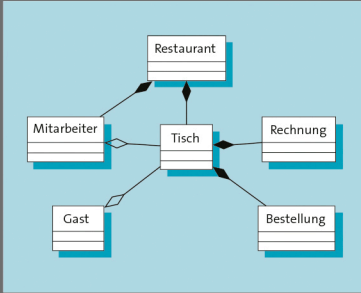 Restaurant
Mitarbeiter
Tisch
Rechnung
Gast
Bestellung